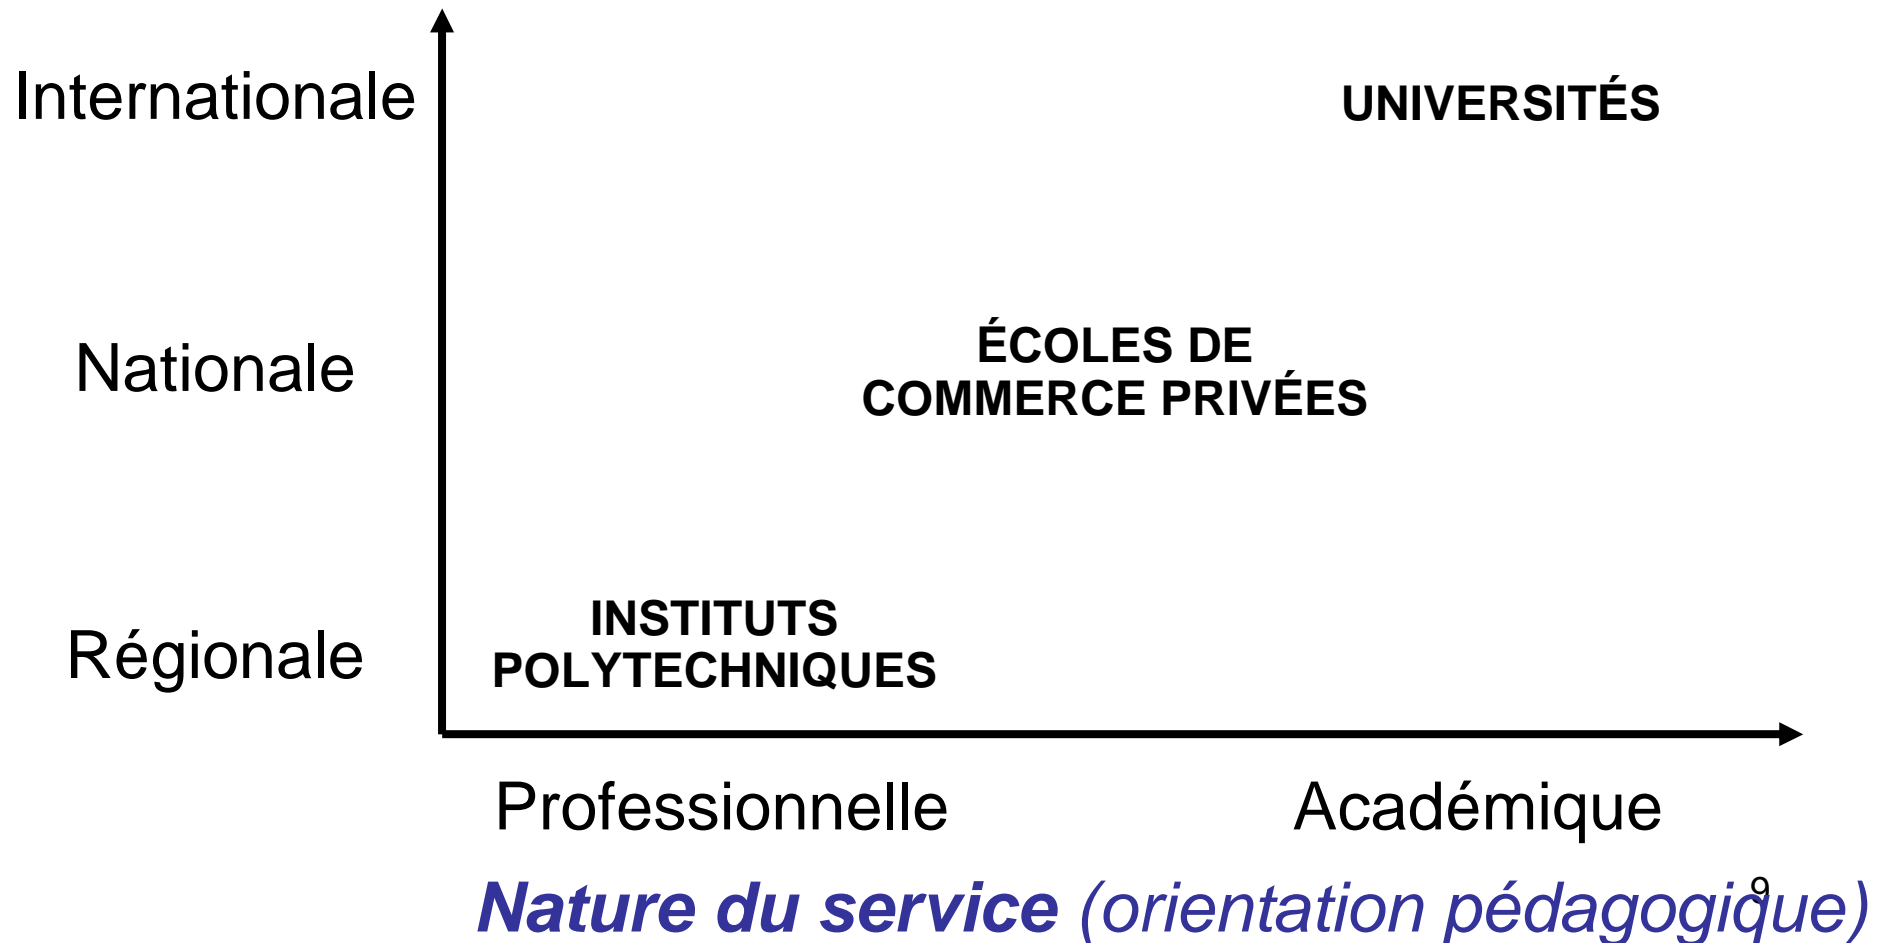 Internationale
UNIVERSITÉS
Nationale
ÉCOLES DE
COMMERCE PRIVÉES
Régionale
INSTITUTS
POLYTECHNIQUES
Professionnelle
Académique
Nature du service (orientation pédagogique)
9